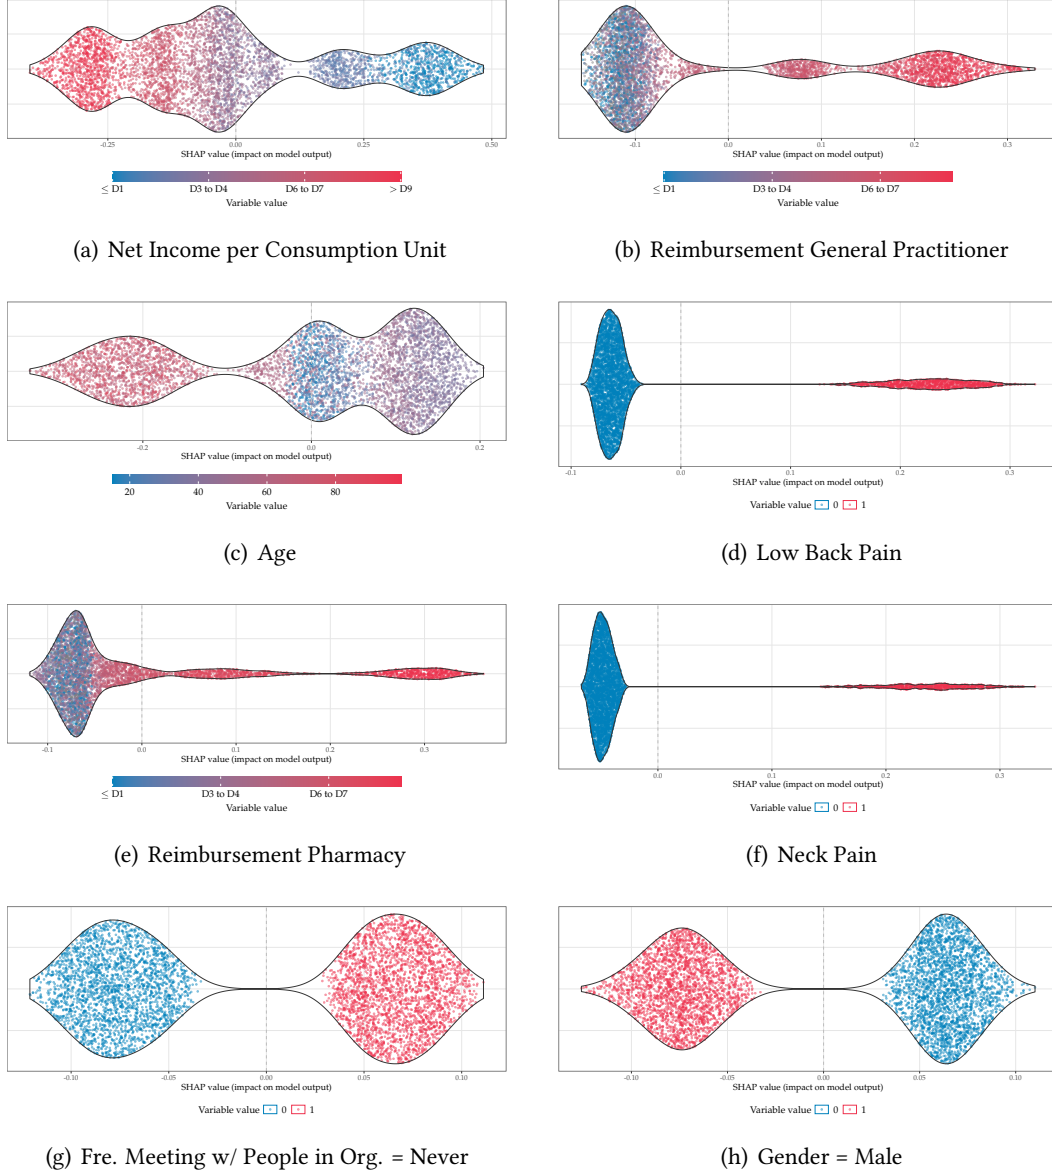 -0.25 0.00 0.25 0.50
SHAP value (impact on model output)
≤ D1 D3 to D4 D6 to D7 > D9
Variable value
(a) Net Income per Consumption Unit
-0.1 0.0 0.1 0.2 0.3
SHAP value (impact on model output)
≤ D1 D3 to D4 D6 to D7
Variable value
(b) Reimbursement General Practitioner
-0.2 0.0 0.2
SHAP value (impact on model output)
20 40 60 80
Variable value
(c) Age
-0.1 0.0 0.1 0.2 0.3
SHAP value (impact on model output)
Variable value 0 1
(d) Low Back Pain
-0.1 0.0 0.1 0.2 0.3
SHAP value (impact on model output)
≤ D1 D3 to D4 D6 to D7
Variable value
(e) Reimbursement Pharmacy
0.0 0.1 0.2 0.3
SHAP value (impact on model output)
Variable value 0 1
(f) Neck Pain
-0.10 -0.05 0.00 0.05 0.10
SHAP value (impact on model output)
Variable value 0 1
(g) Fre. Meeting w/ People in Org. = Never
-0.10 -0.05 0.00 0.05 0.10
SHAP value (impact on model output)
Variable value 0 1
(h) Gender = Male